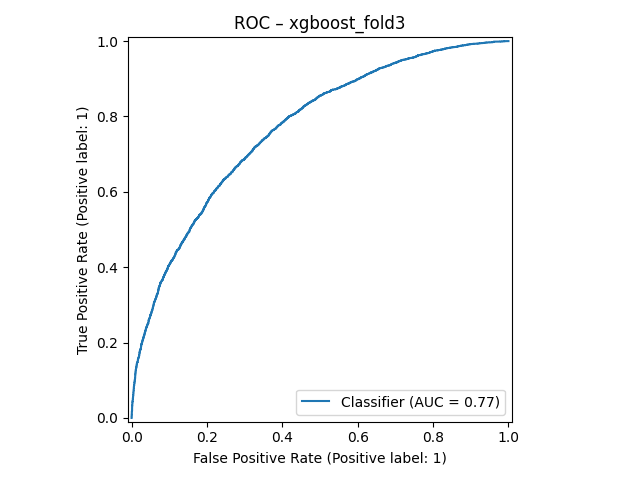 ROC – xgboost_fold3
1.0
0.8
0.6
0.4
0.2
0.0
True Positive Rate (Positive label: 1)
Classifier (AUC = 0.77)
0.0 0.2 0.4 0.6 0.8 1.0
False Positive Rate (Positive label: 1)